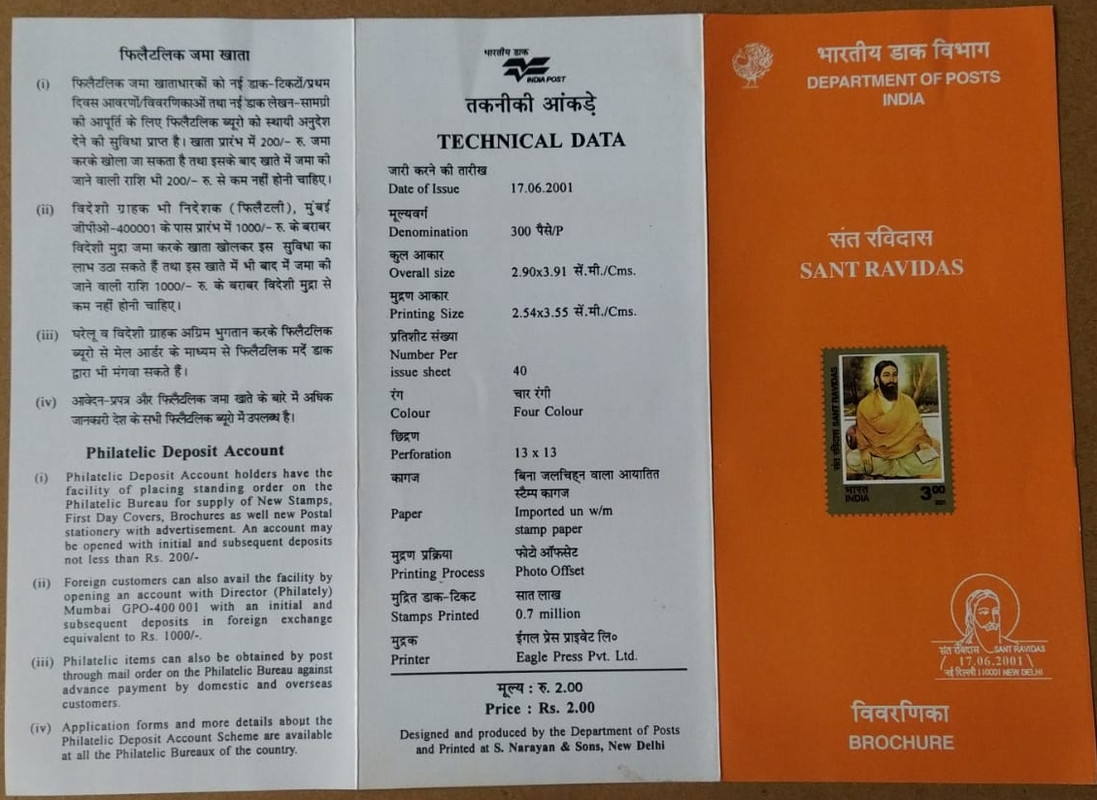 फिलैटलिक जमा खाता
(i) फिलैटलिक जमा खाताधारकों को नई डाक-टिकटों/प्रथम
दिवस आवरणों/विवरणिकाओं तथा नई डाक लेखन-सामग्री
की आपूर्ति के लिए फिलैटलिक ब्यूरो को स्थायी अनुदेश
देने की सुविधा प्राप्त है। खाता प्रारंभ में 200/- रु. जमा
करके खोला जा सकता है तथा इसके बाद खाते में जमा की
जाने वाली राशि भी 200/- रु. से कम नहीं होनी चाहिए।
(ii) विदेशी ग्राहक भी निदेशक (फिलैटली), मुंबई
जीपीओ-400001 के पास प्रारंभ में 1000/- रु. के बराबर
विदेशी मुद्रा जमा करके खाता खोलकर इस सुविधा का
लाभ उठा सकते हैं तथा इस खाते में भी बाद में जमा की
जाने वाली राशि 1000/- रु. के बराबर विदेशी मुद्रा से
कम नहीं होनी चाहिए।
(iii) घरेलू व विदेशी ग्राहक अग्रिम भुगतान करके फिलैटलिक
ब्यूरो से मेल आर्डर के माध्यम से फिलैटलिक मदें डाक
द्वारा भी मंगवा सकते हैं।
(iv) आवेदन-प्रपत्र और फिलैटलिक जमा खाते के बारे में अधिक
जानकारी देश के सभी फिलैटलिक ब्यूरो में उपलब्ध है।
Philatelic Deposit Account
(i) Philatelic Deposit Account holders have the
facility of placing standing order on the
Philatelic Bureau for supply of New Stamps,
First Day Covers, Brochures as well new Postal
stationery with advertisement. An account may
be opened with initial and subsequent deposits
not less than Rs. 200/-
(ii) Foreign customers can also avail the facility by
opening an account with Director (Philately)
Mumbai GPO-400 001 with an initial and
subsequent deposits in foreign exchange
equivalent to Rs. 1000/-.
(iii) Philatelic items can also be obtained by post
through mail order on the Philatelic Bureau against
advance payment by domestic and overseas
customers.
(iv) Application forms and more details about the
Philatelic Deposit Account Scheme are available
at all the Philatelic Bureaux of the country.
भारतीय डाक
INDIA POST
तकनीकी आंकड़े
TECHNICAL DATA
जारी करने की तारीख
Date of Issue 17.06.2001
मूल्यवर्ग
Denomination 300 पैसे/P
कुल आकार
Overall size 2.90x3.91 सें.मी./Cms.
मुद्रण आकार
Printing Size 2.54x3.55 सें.मी./Cms.
प्रतिशीट संख्या
Number Per
issue sheet 40
रंग चार रंगी
Colour Four Colour
छिद्रण
Perforation 13 x 13
कागज बिना जलचिह्न वाला आयातित
स्टैम्प कागज
Paper Imported un w/m
stamp paper
मुद्रण प्रक्रिया फोटो ऑफसेट
Printing Process Photo Offset
मुद्रित डाक-टिकट सात लाख
Stamps Printed 0.7 million
मुद्रक ईगल प्रेस प्राइवेट लि०
Printer Eagle Press Pvt. Ltd.
मूल्य : रु. 2.00
Price : Rs. 2.00
Designed and produced by the Department of Posts
and Printed at S. Narayan & Sons, New Delhi
भारतीय डाक विभाग
DEPARTMENT OF POSTS
INDIA
संत रविदास
SANT RAVIDAS
संत रविदास SANT RAVIDAS
भारत
INDIA 3 00
2001
संत रविदास SANT RAVIDAS
17.06.2001
नई दिल्ली 110001 NEW DELHI
विवरणिका
BROCHURE